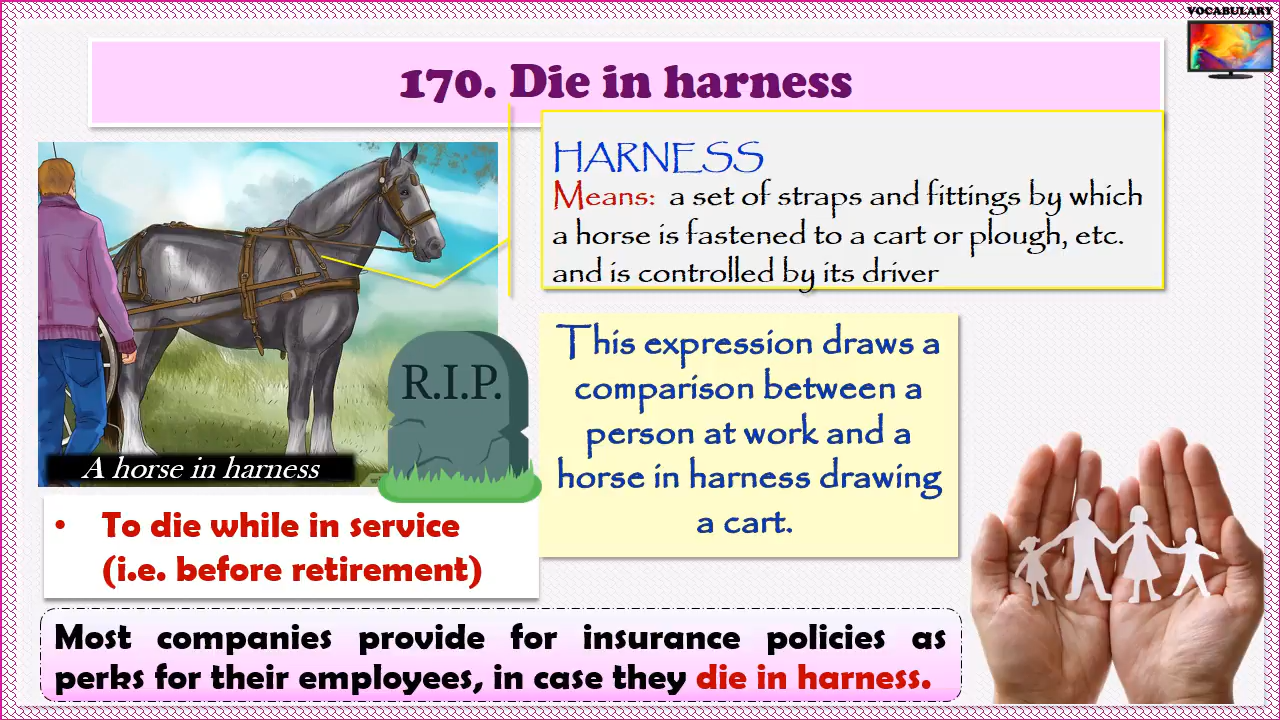 VOCABULARY
170. Die in harness
HARNESS
Means: a set of straps and fittings by which
a horse is fastened to a cart or plough, etc.
and is controlled by its driver
This expression draws a
comparison between a
person at work and a
horse in harness drawing
a cart.
R.I.P.
A horse in harness
• To die while in service
(i.e. before retirement)
Most companies provide for insurance policies as
perks for their employees, in case they die in harness.